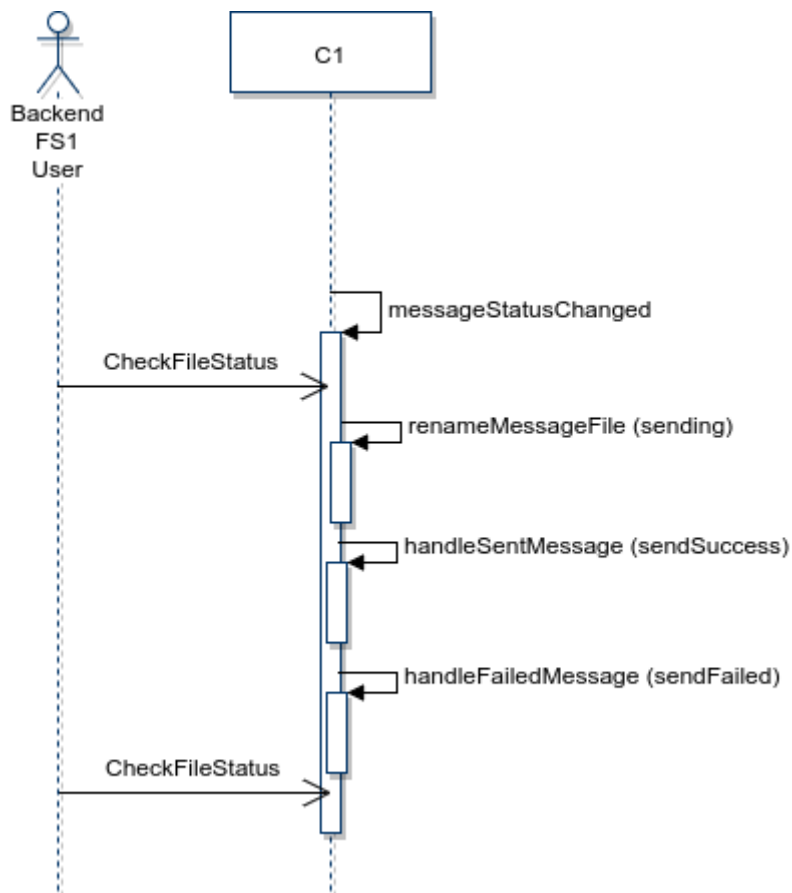 C1
Backend
FS1
User
messageStatusChanged
CheckFileStatus
renameMessageFile (sending)
handleSentMessage (sendSuccess)
handleFailedMessage (sendFailed)
CheckFileStatus